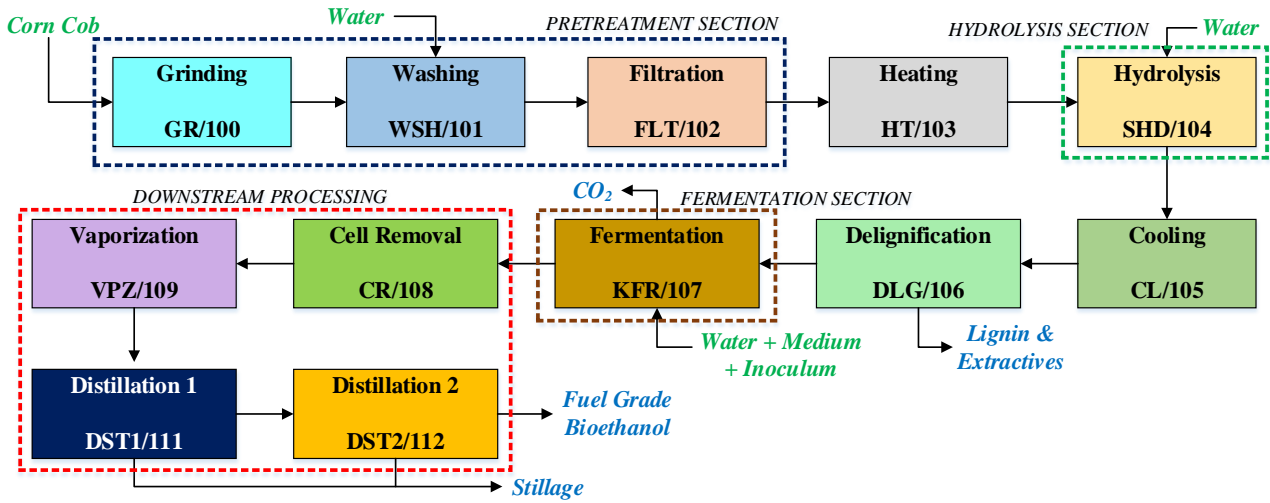 Water
PRETREATMENT SECTION
HYDROLYSIS SECTION
Corn Cob
Water
Grinding
GR/100
Washing
WSH/101
Filtration
FLT/102
Heating
HT/103
Hydrolysis
SHD/104
DOWNSTREAM PROCESSING
CO2
FERMENTATION SECTION
Vaporization
VPZ/109
Cell Removal
CR/108
Fermentation
KFR/107
Delignification
DLG/106
Cooling
CL/105
Water + Medium
+ Inoculum
Lignin &
Extractives
Distillation 1
DST1/111
Distillation 2
DST2/112
Fuel Grade
Bioethanol
Stillage